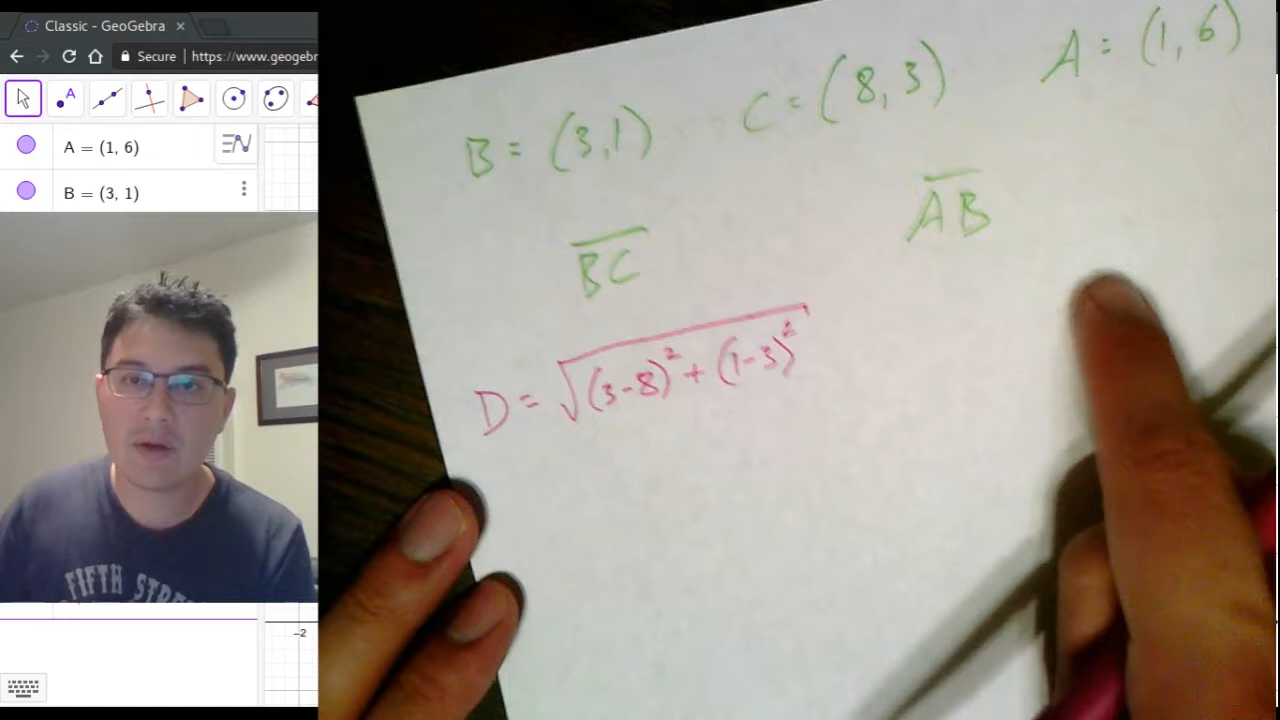 Classic - GeoGebra
Secure https://www.geogebr
A = (1, 6)
B = (3, 1)
-2
FIFTH STRE
B = (3,1) C = (8,3) A = (1,6)
BC AB
D = √(3-8)² + (1-3)²